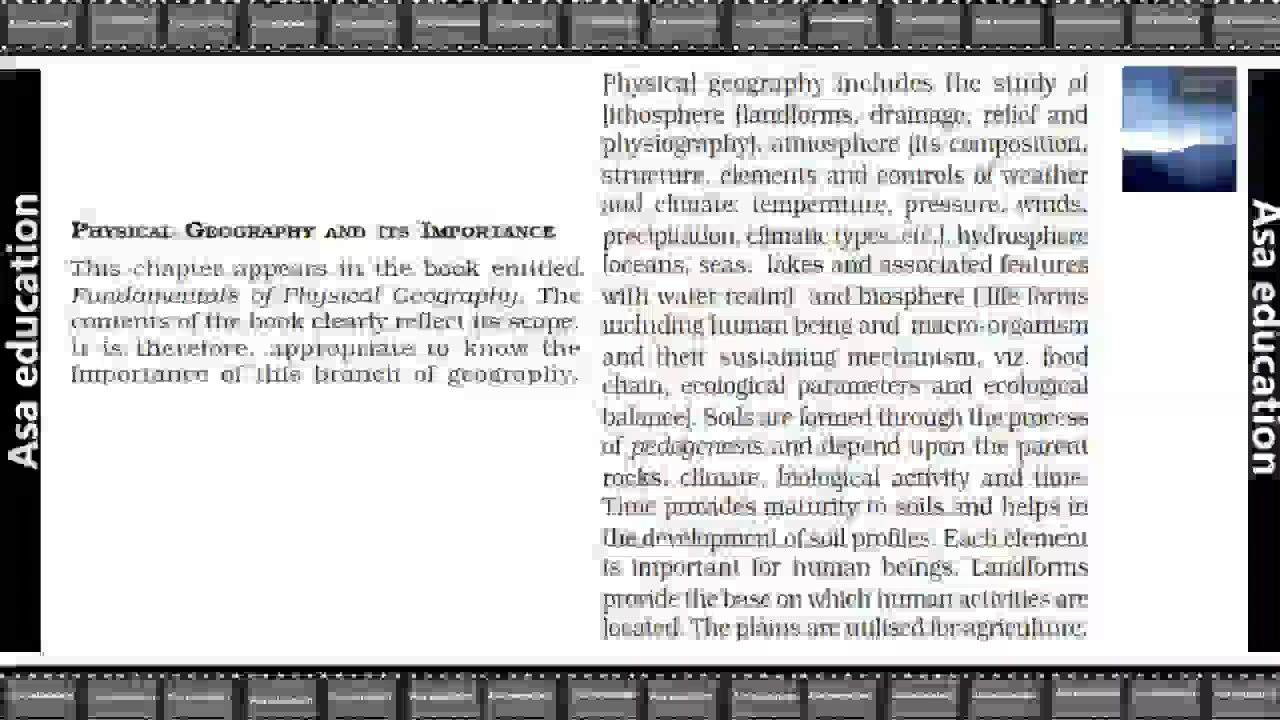 Asa education
PHYSICAL GEOGRAPHY AND ITS IMPORTANCE
This chapter appears in the book entitled
Fundamentals of Physical Geography. The
contents of the book clearly reflect its scope.
It is therefore, appropriate to know the
importance of this branch of geography.
Physical geography includes the study of
lithosphere (landforms, drainage, relief and
physiography), atmosphere (its composition,
structure, elements and controls of weather
and climate; temperature, pressure, winds,
precipitation, climatic types, etc.), hydrosphere
(oceans, seas, lakes and associated features
with water realm) and biosphere ( life forms
including human being and macro-organism
and their sustaining mechanism, viz. food
chain, ecological parameters and ecological
balance). Soils are formed through the process
of pedogenesis and depend upon the parent
rocks, climate, biological activity and time.
Time provides maturity to soils and helps in
the development of soil profiles. Each element
is important for human beings. Landforms
provide the base on which human activities are
located. The plains are utilised for agriculture.
Asa education